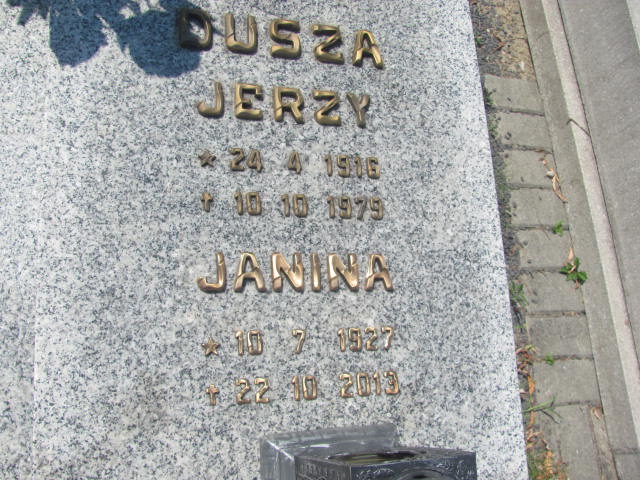 DUSZA
JERZY
* 24 4 1916
† 10 10 1979
JANINA
* 10 7 1927
† 22 10 2013